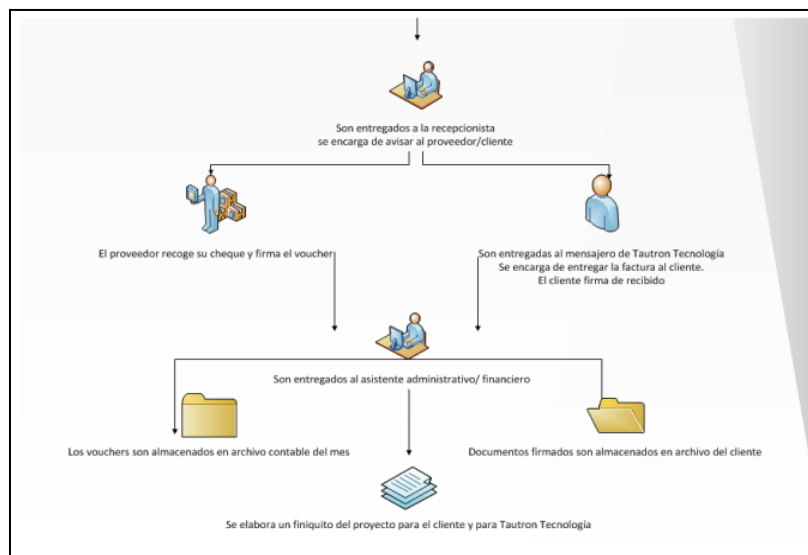 Son entregados a la recepcionista
se encarga de avisar al proveedor/cliente
El proveedor recoge su cheque y firma el voucher
Son entregadas al mensajero de Tautron Tecnología
Se encarga de entregar la factura al cliente.
El cliente firma de recibido
Son entregados al asistente administrativo/ financiero
Los vouchers son almacenados en archivo contable del mes
Documentos firmados son almacenados en archivo del cliente
Se elabora un finiquito del proyecto para el cliente y para Tautron Tecnología